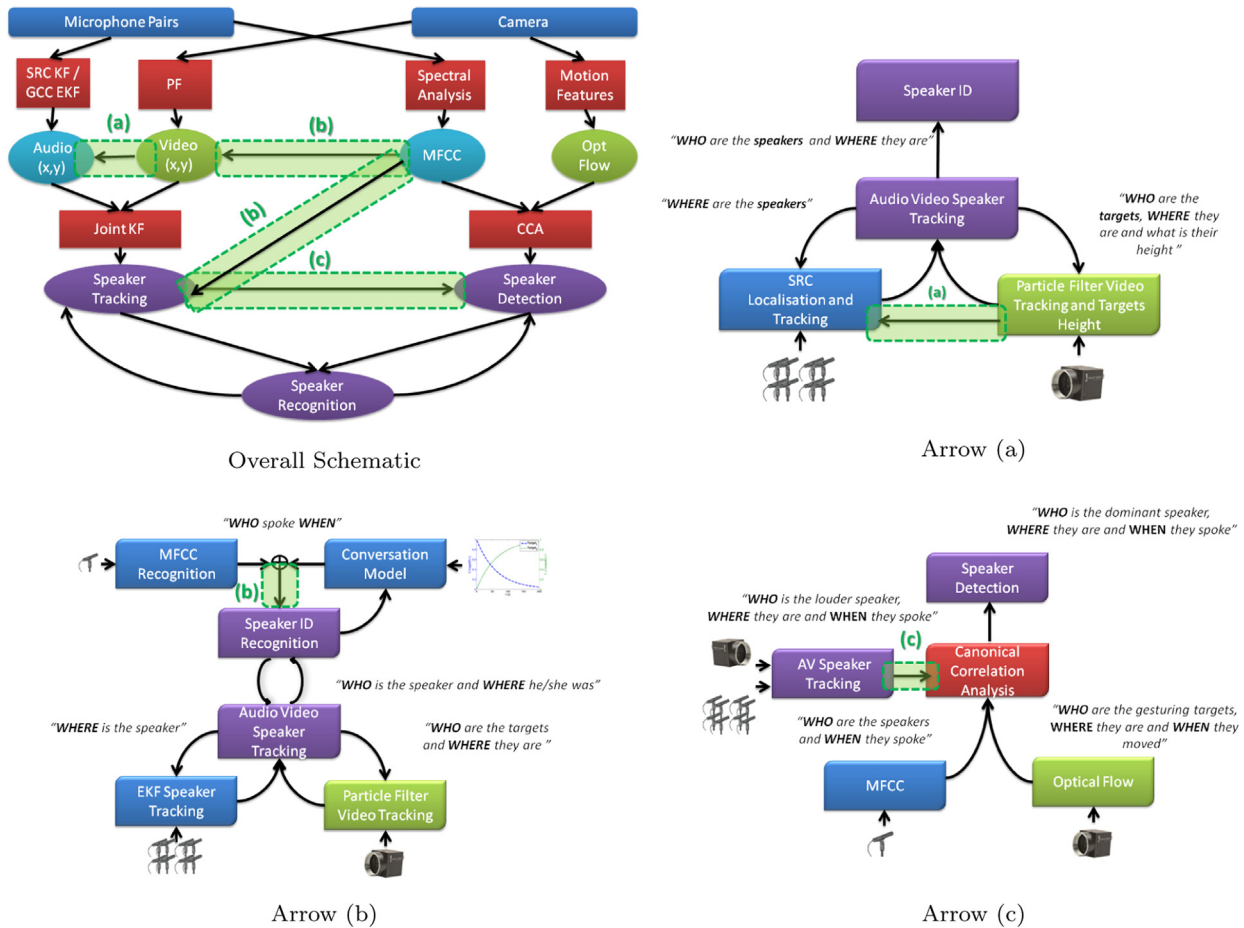 Microphone Pairs
Camera
SRC KF /
GCC EKF
PF
Spectral
Analysis
Motion
Features
(a)
(b)
Audio
(x,y)
Video
(x,y)
MFCC
Opt
Flow
(b)
Joint KF
CCA
(c)
Speaker
Tracking
Speaker
Detection
Speaker
Recognition
Overall Schematic
Speaker ID
“WHO are the speakers and WHERE they are”
Audio Video Speaker
Tracking
“WHERE are the speakers”
“WHO are the
targets, WHERE they
are and what is their
height ”
SRC
Localisation and
Tracking
(a)
Particle Filter Video
Tracking and Targets
Height
Arrow (a)
“WHO spoke WHEN”
MFCC
Recognition
Conversation
Model
(b)
Speaker ID
Recognition
“WHO is the speaker and WHERE he/she was”
Audio Video
Speaker
Tracking
“WHERE is the speaker”
“WHO are the targets
and WHERE they are ”
EKF Speaker
Tracking
Particle Filter
Video Tracking
Arrow (b)
“WHO is the dominant speaker,
WHERE they are and WHEN they spoke”
Speaker
Detection
“WHO is the louder speaker,
WHERE they are and WHEN they spoke”
(c)
AV Speaker
Tracking
Canonical
Correlation
Analysis
“WHO are the speakers
and WHEN they spoke”
“WHO are the gesturing targets,
WHERE they are and WHEN they
moved”
MFCC
Optical Flow
Arrow (c)